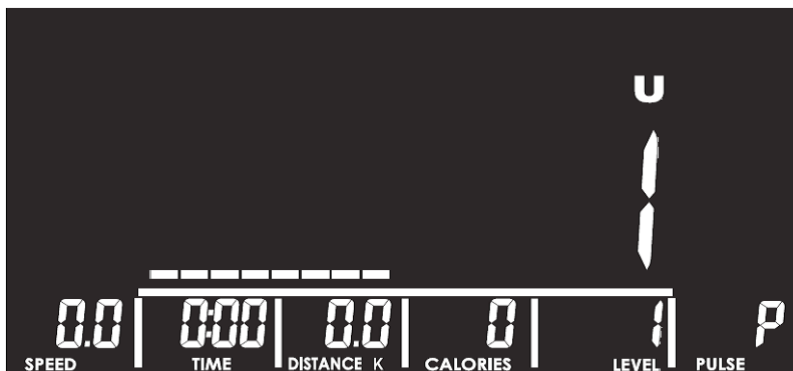 U
1
0.0 0:00 0.0 0 1 P
SPEED TIME DISTANCE K CALORIES LEVEL PULSE